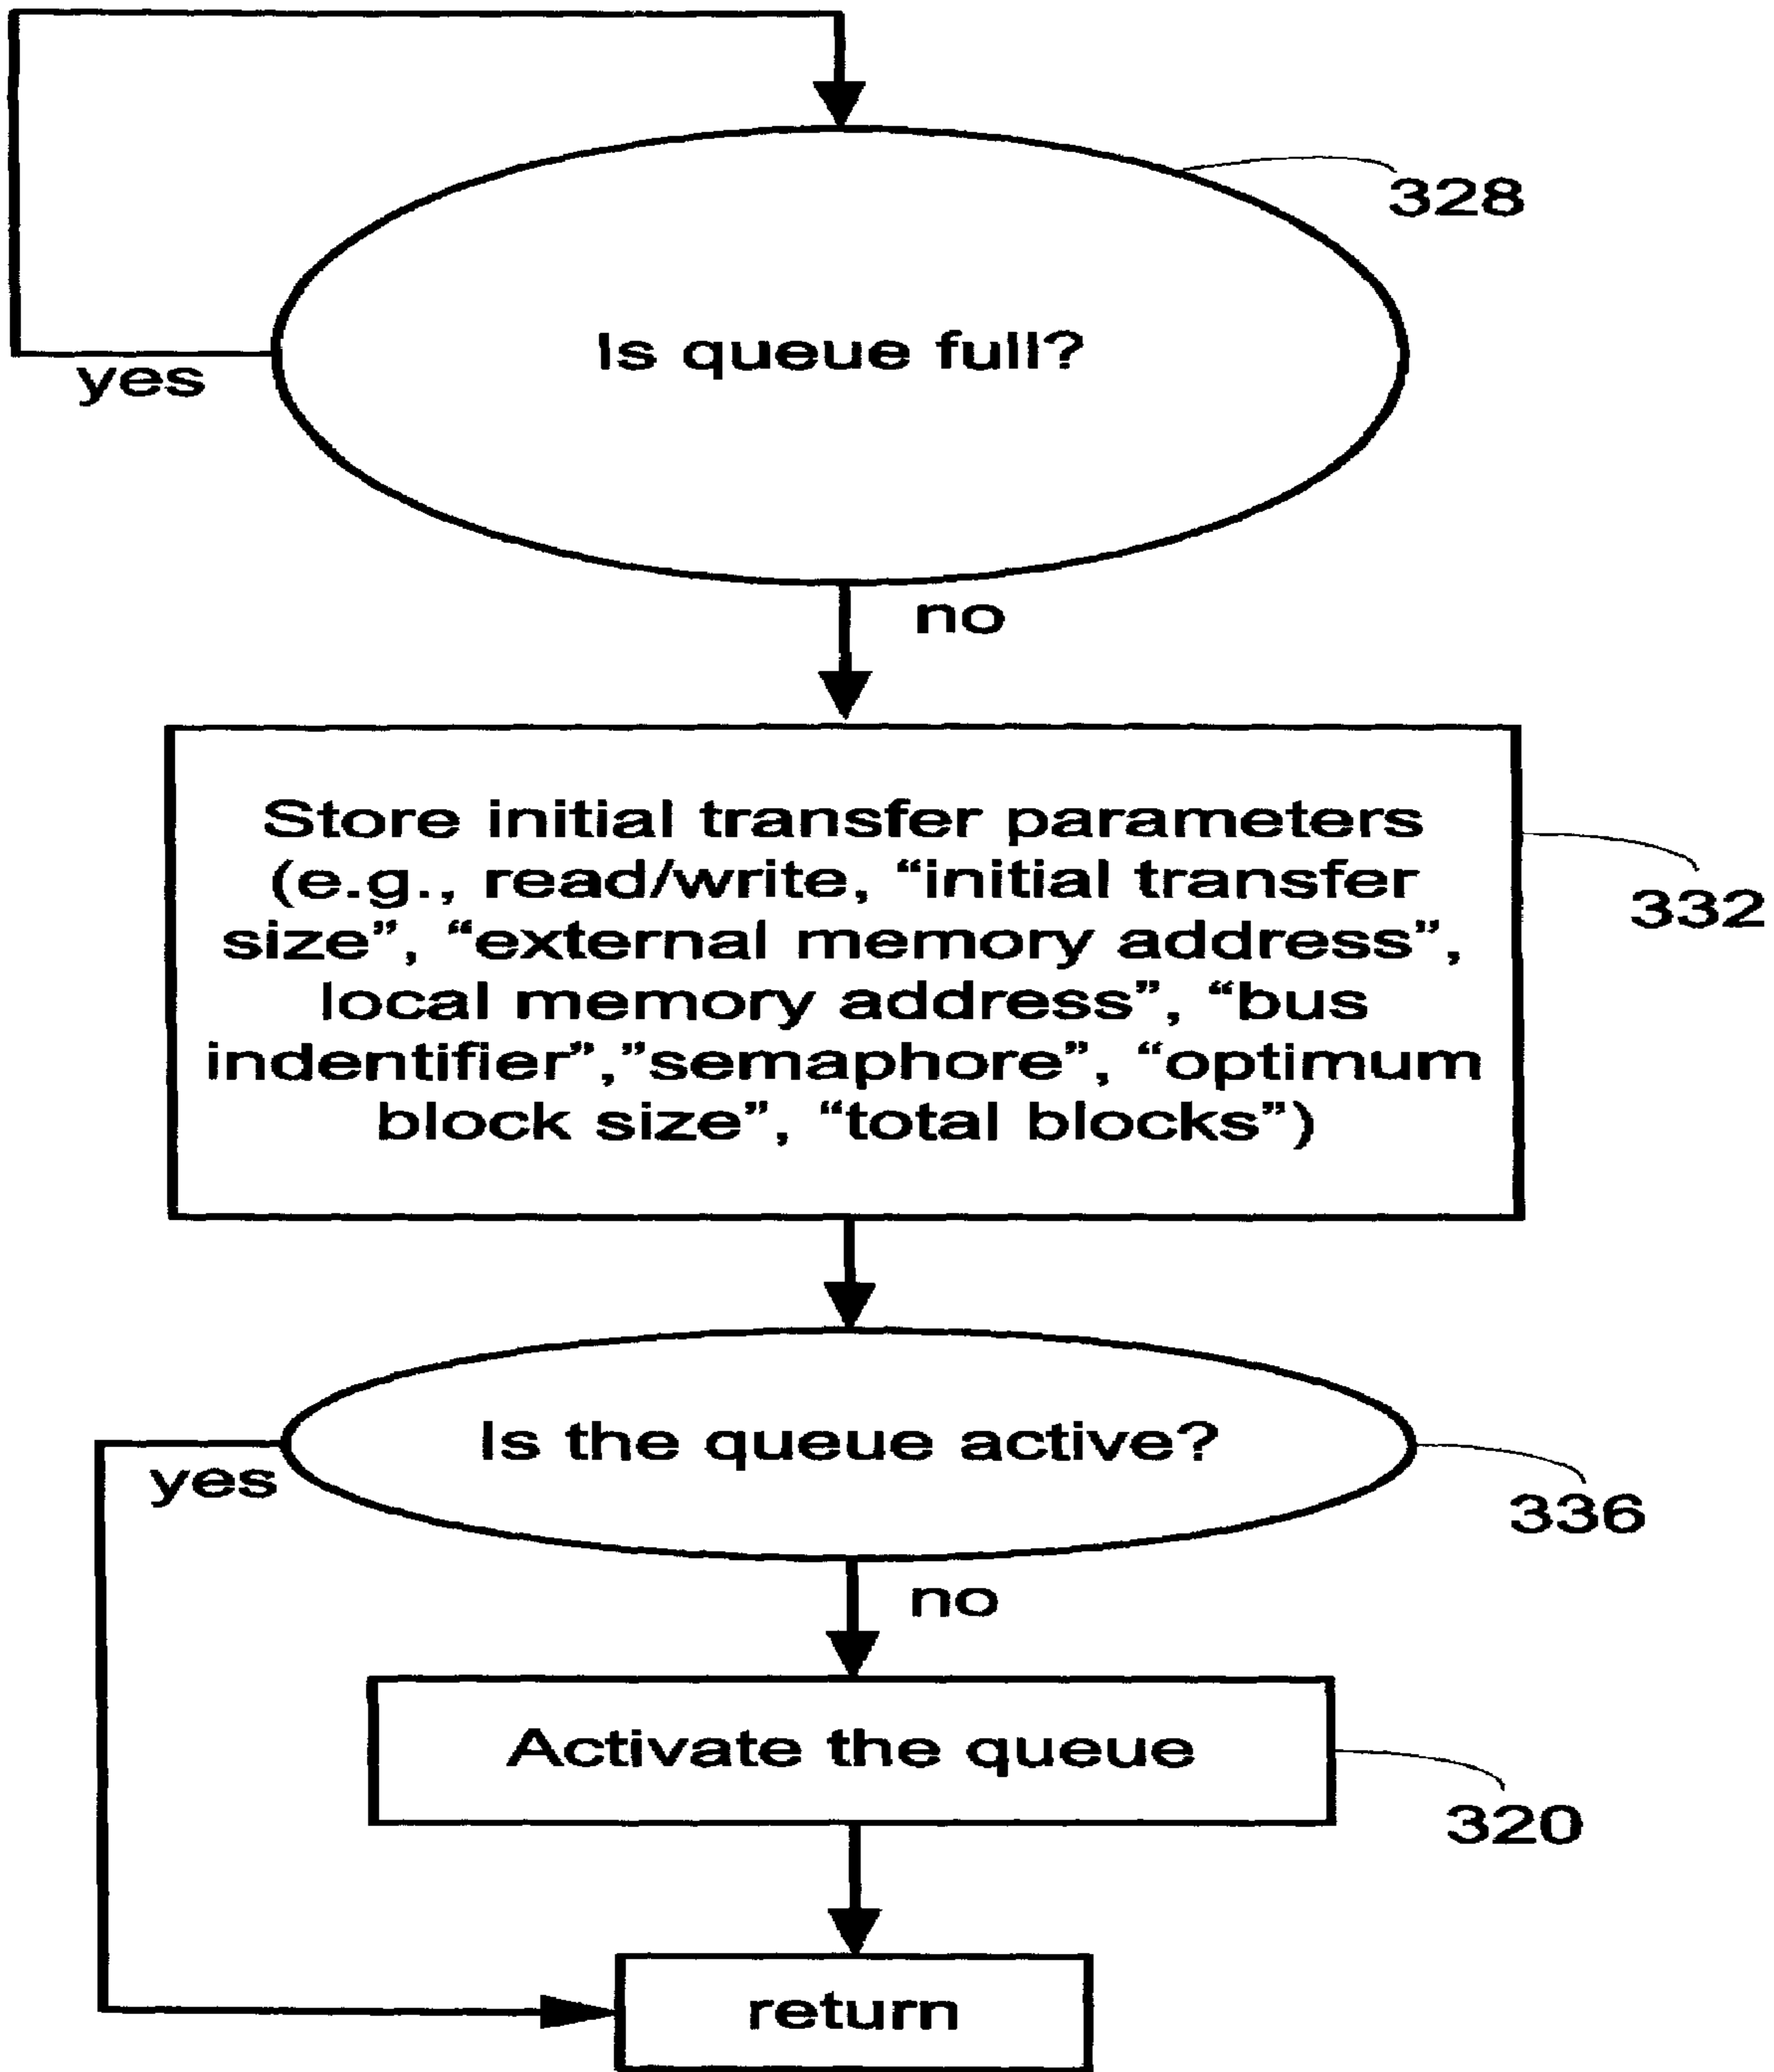 328
Is queue full?
yes
no
Store initial transfer parameters
(e.g., read/write, “initial transfer
size”, “external memory address”,
local memory address”, “bus
indentifier”,”semaphore”, “optimum
block size”, “total blocks”)
332
Is the queue active?
yes
336
no
Activate the queue
320
return